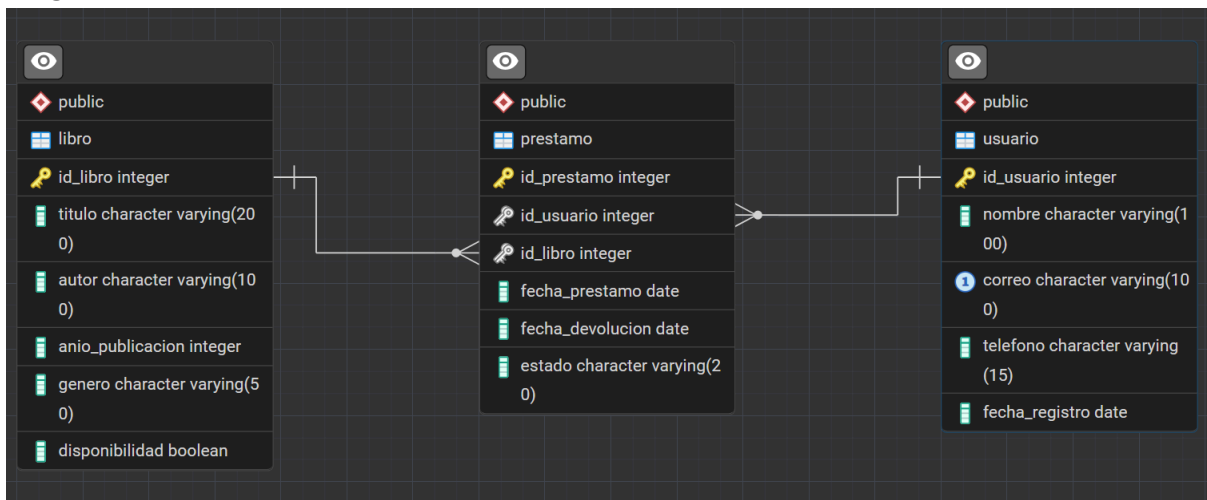 public
libro
id_libro integer
titulo character varying(20
0)
autor character varying(10
0)
anio_publicacion integer
genero character varying(5
0)
disponibilidad boolean
public
prestamo
id_prestamo integer
id_usuario integer
id_libro integer
fecha_prestamo date
fecha_devolucion date
estado character varying(2
0)
public
usuario
id_usuario integer
nombre character varying(1
00)
1 correo character varying(10
0)
telefono character varying
(15)
fecha_registro date